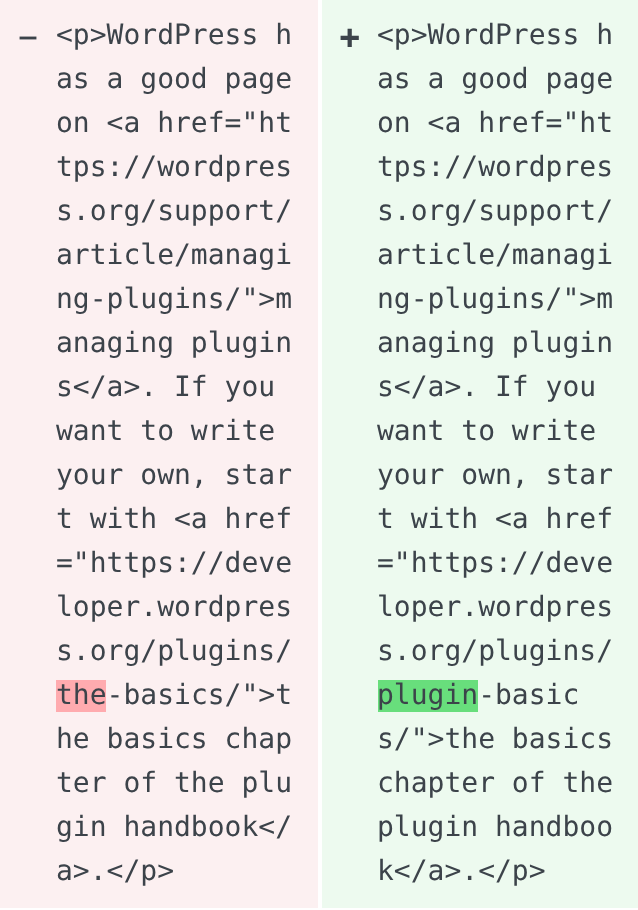 – <p>WordPress h
as a good page
on <a href="ht
tps://wordpres
s.org/support/
article/managi
ng-plugins/">m
anaging plugin
s</a>. If you
want to write
your own, star
t with <a href
="https://deve
loper.wordpres
s.org/plugins/
the-basics/">t
he basics chap
ter of the plu
gin handbook</
a>.</p>
+ <p>WordPress h
as a good page
on <a href="ht
tps://wordpres
s.org/support/
article/managi
ng-plugins/">m
anaging plugin
s</a>. If you
want to write
your own, star
t with <a href
="https://deve
loper.wordpres
s.org/plugins/
plugin-basic
s/">the basics
chapter of the
plugin handboo
k</a>.</p>